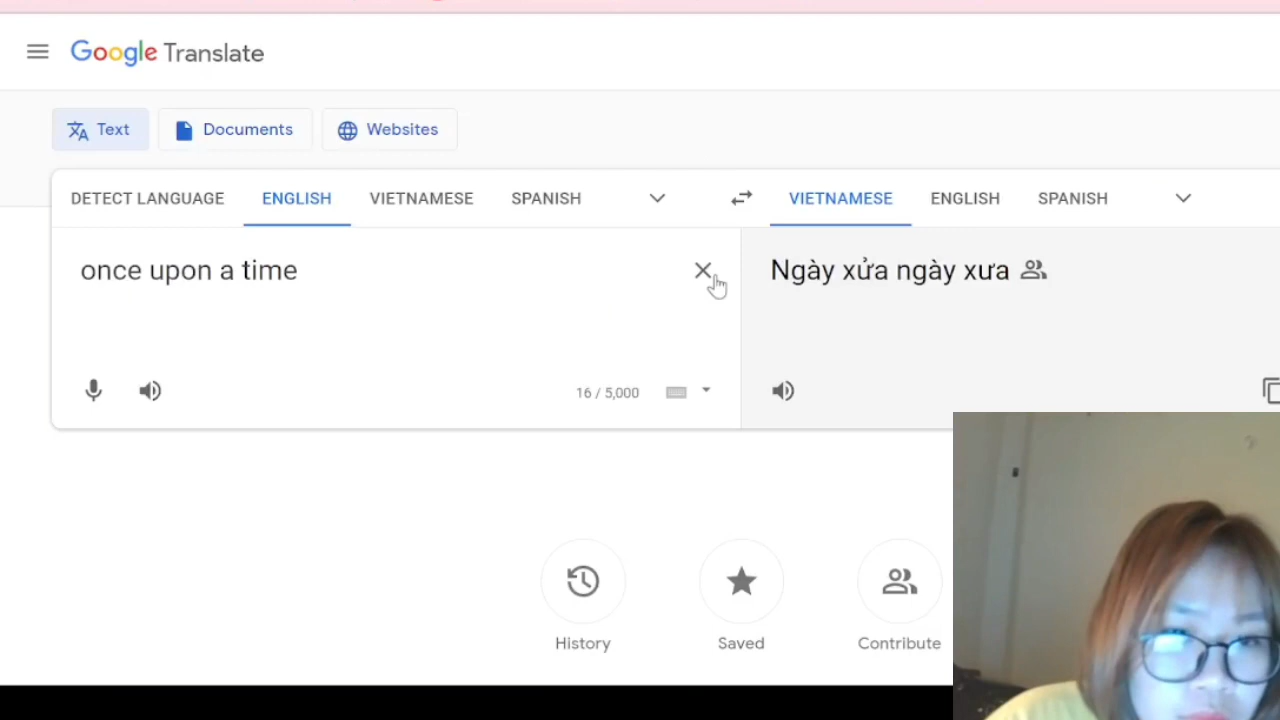 Google Translate
Text Documents Websites
DETECT LANGUAGE ENGLISH VIETNAMESE SPANISH VIETNAMESE ENGLISH SPANISH
once upon a time Ngày xửa ngày xưa
16 / 5,000
History Saved Contribute